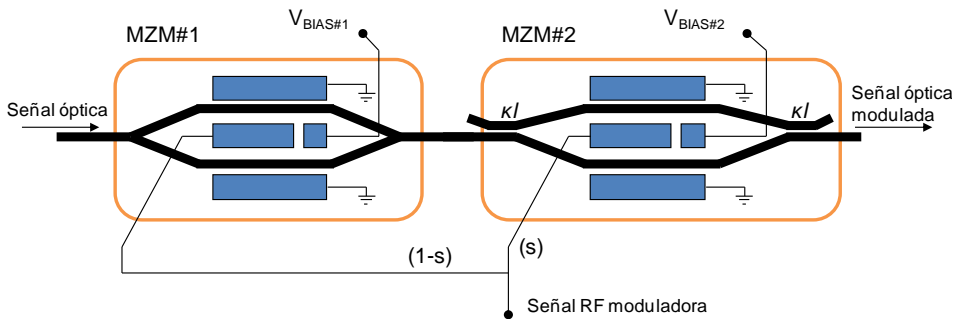 MZM#1
V_BIAS#1
MZM#2
V_BIAS#2
Señal óptica
κl
κl
Señal óptica
modulada
(1-s)
(s)
Señal RF moduladora